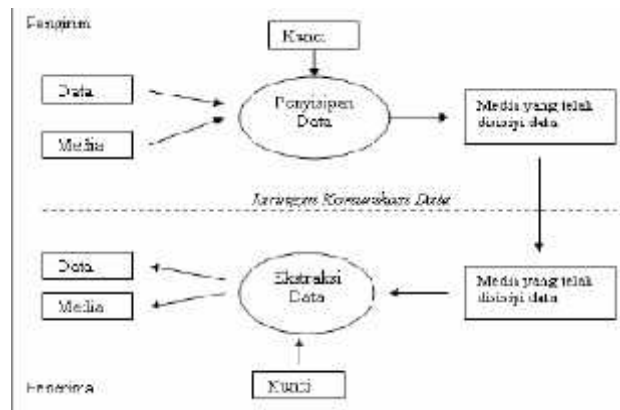 Pengirim
Kunci
Data
Media
Penyisipan
Data
Media yang telah
disisipi data
Jaringan Komunikasi Data
Data
Media
Ekstraksi
Data
Media yang telah
disisipi data
Kunci
Penerima